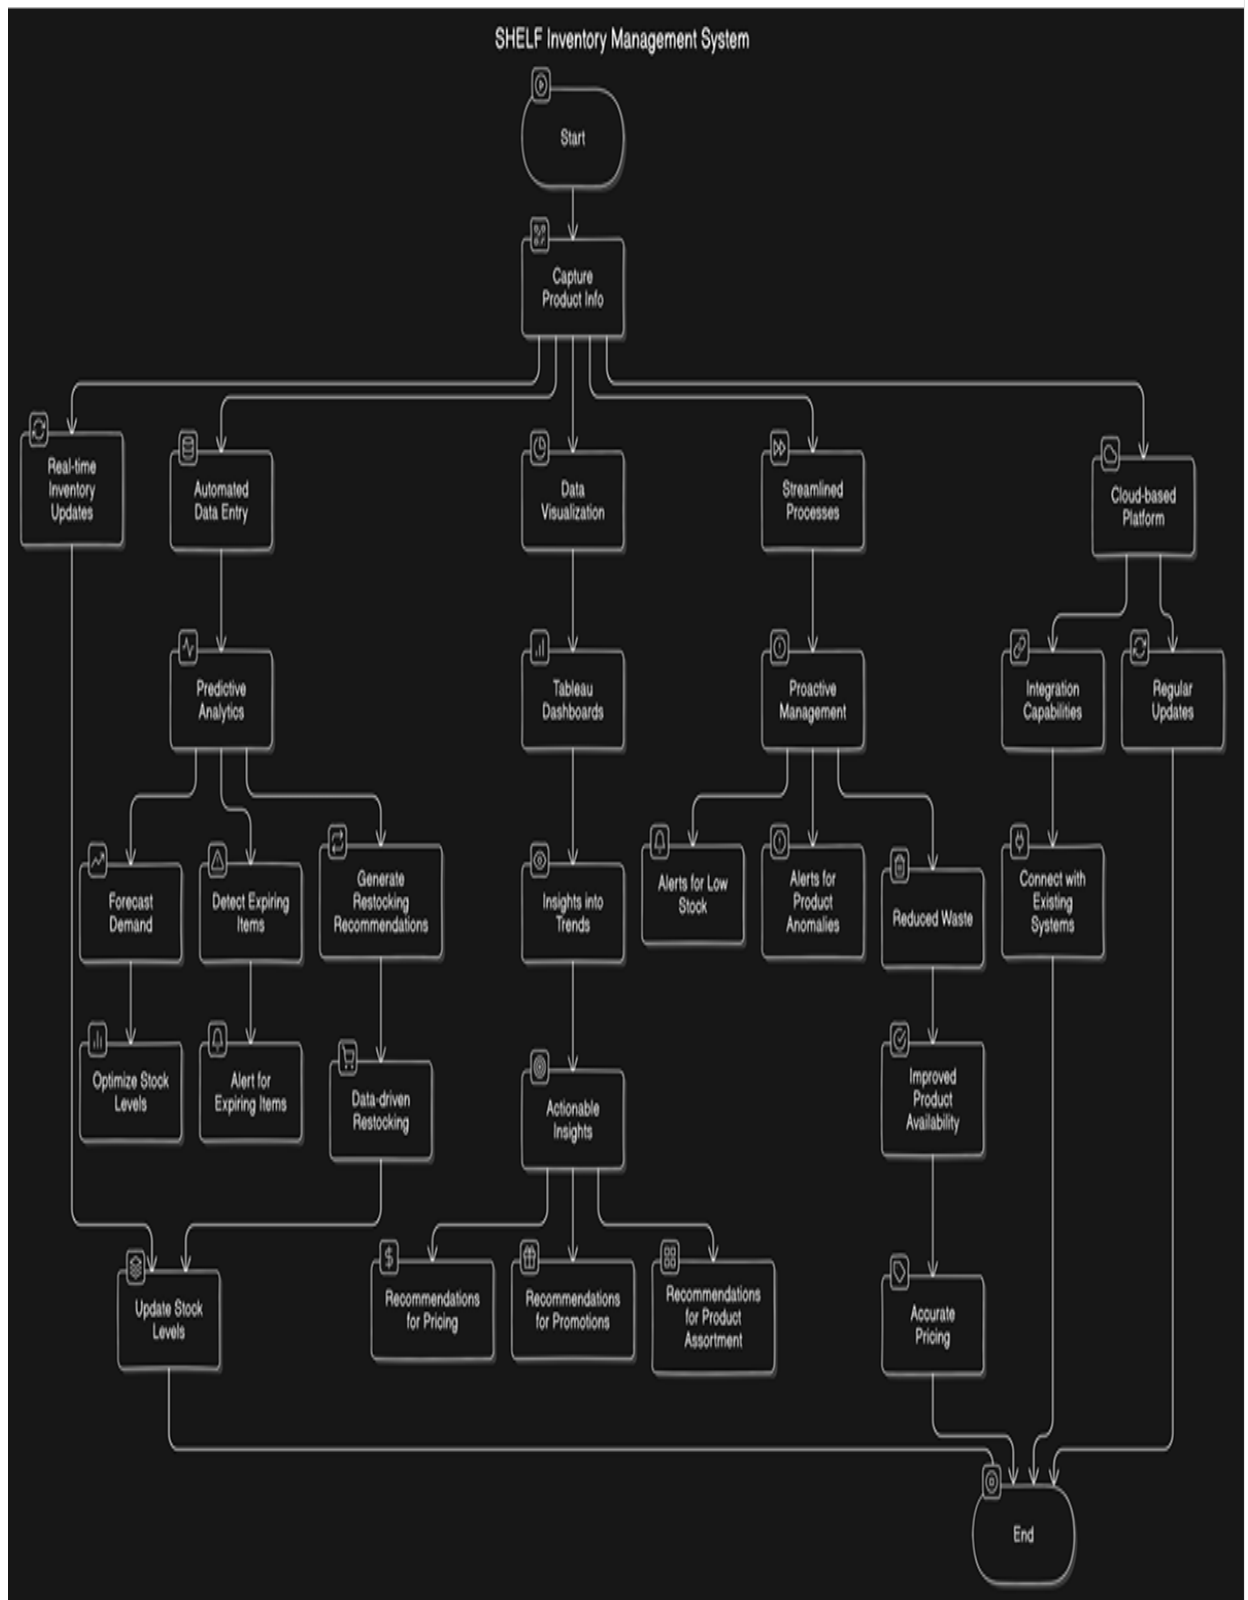 SHELF Inventory Management System
Start
Capture
Product Info
Real-time
Inventory
Updates
Automated
Data Entry
Data
Visualization
Streamlined
Processes
Cloud-based
Platform
Predictive
Analytics
Tableau
Dashboards
Proactive
Management
Integration
Capabilities
Regular
Updates
Forecast
Demand
Detect Expiring
Items
Generate
Restocking
Recommendations
Insights into
Trends
Alerts for Low
Stock
Alerts for
Product
Anomalies
Reduced Waste
Connect with
Existing
Systems
Optimize Stock
Levels
Alert for
Expiring Items
Data-driven
Restocking
Actionable
Insights
Improved
Product
Availability
Update Stock
Levels
Recommendations
for Pricing
Recommendations
for Promotions
Recommendations
for Product
Assortment
Accurate
Pricing
End